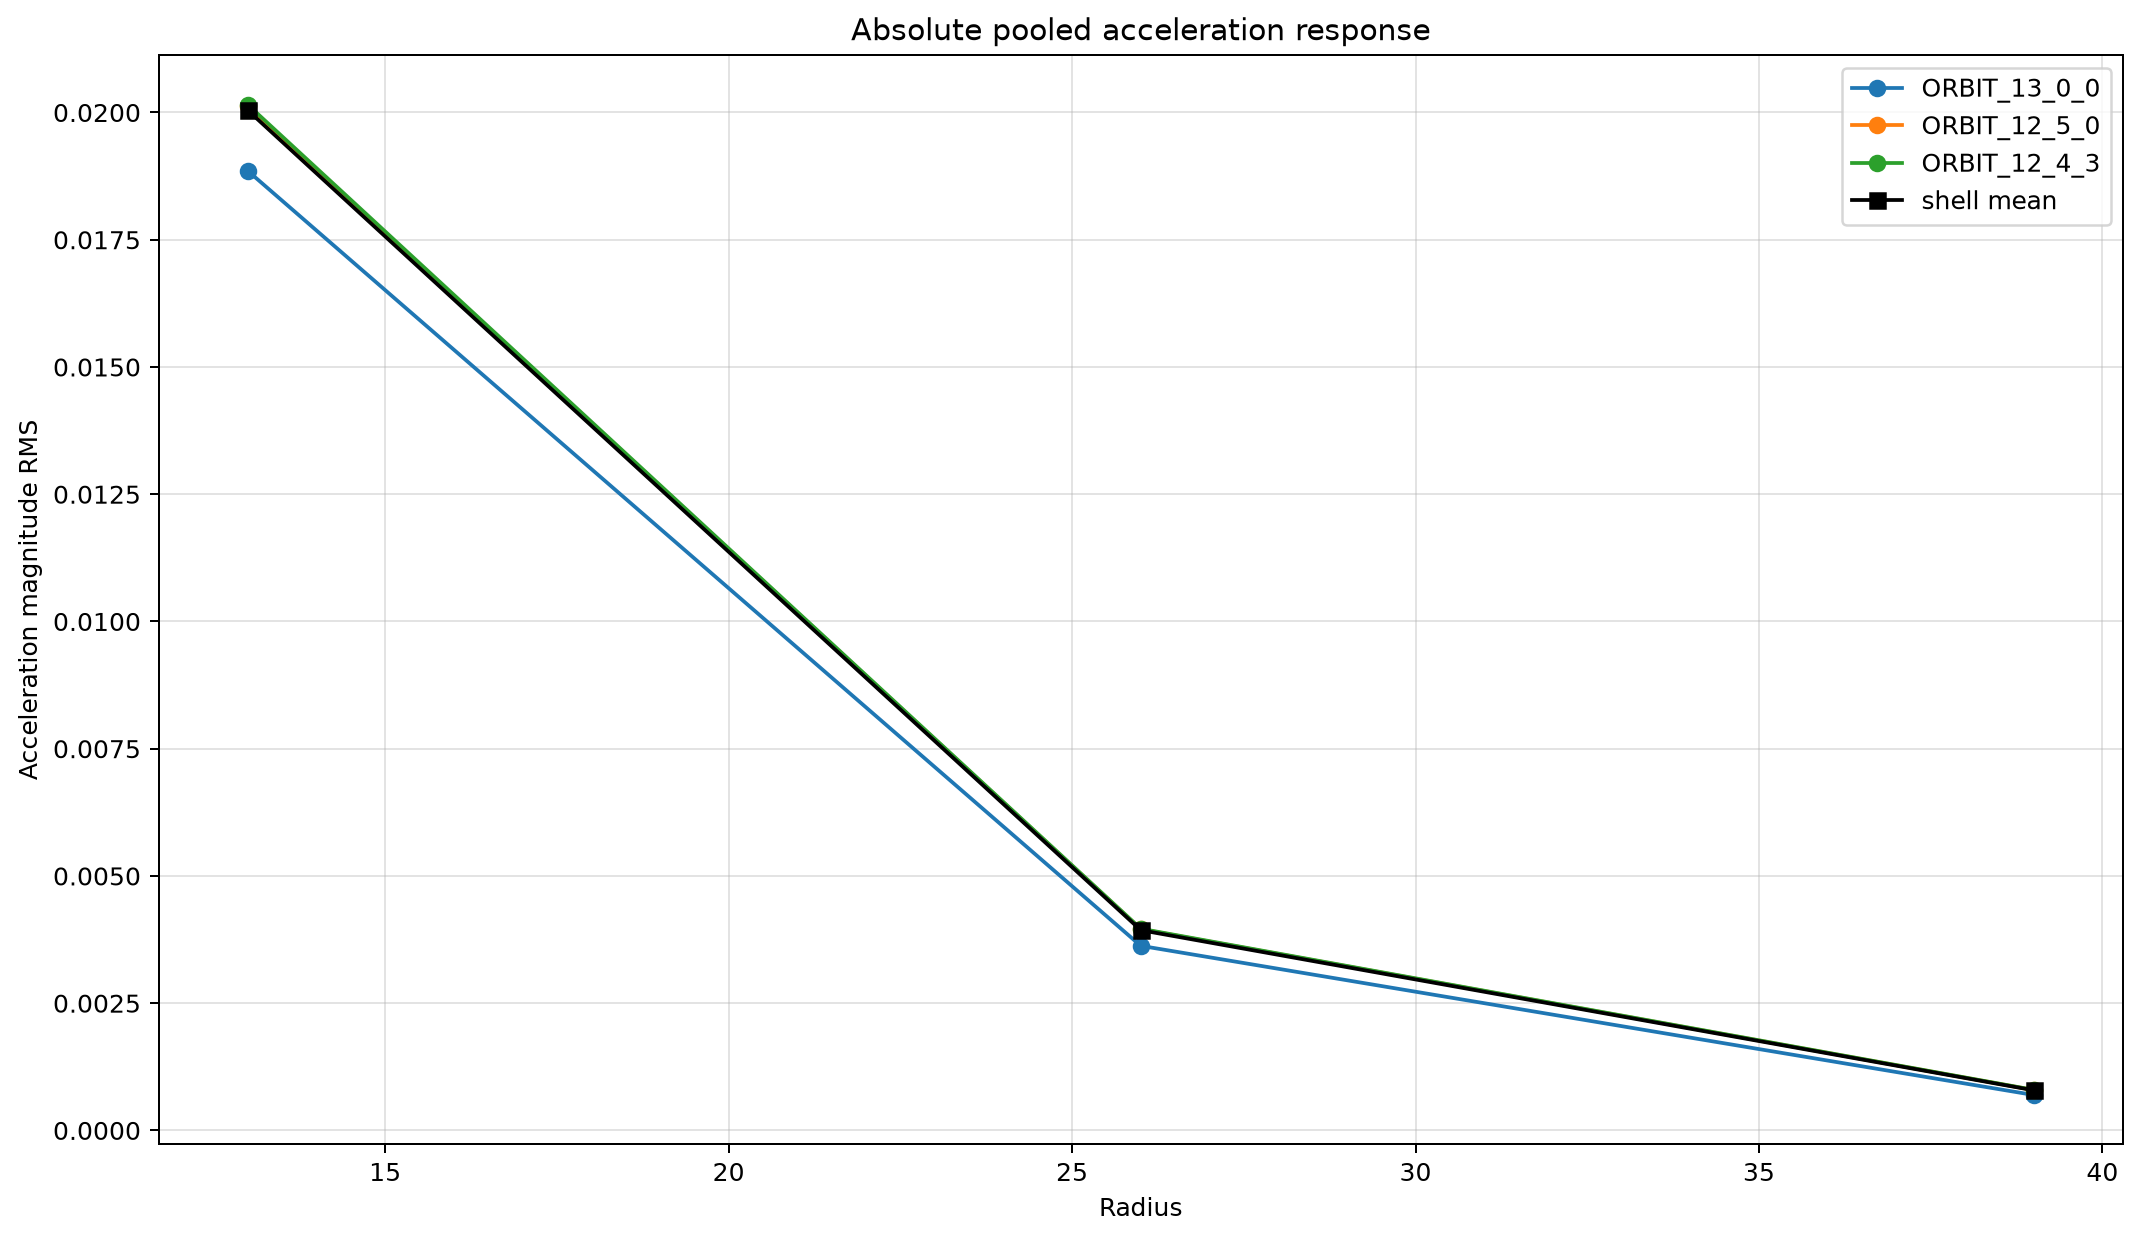 Absolute pooled acceleration response
ORBIT_13_0_0
ORBIT_12_5_0
ORBIT_12_4_3
shell mean
Acceleration magnitude RMS
0.0200
0.0175
0.0150
0.0125
0.0100
0.0075
0.0050
0.0025
0.0000
15 20 25 30 35 40
Radius